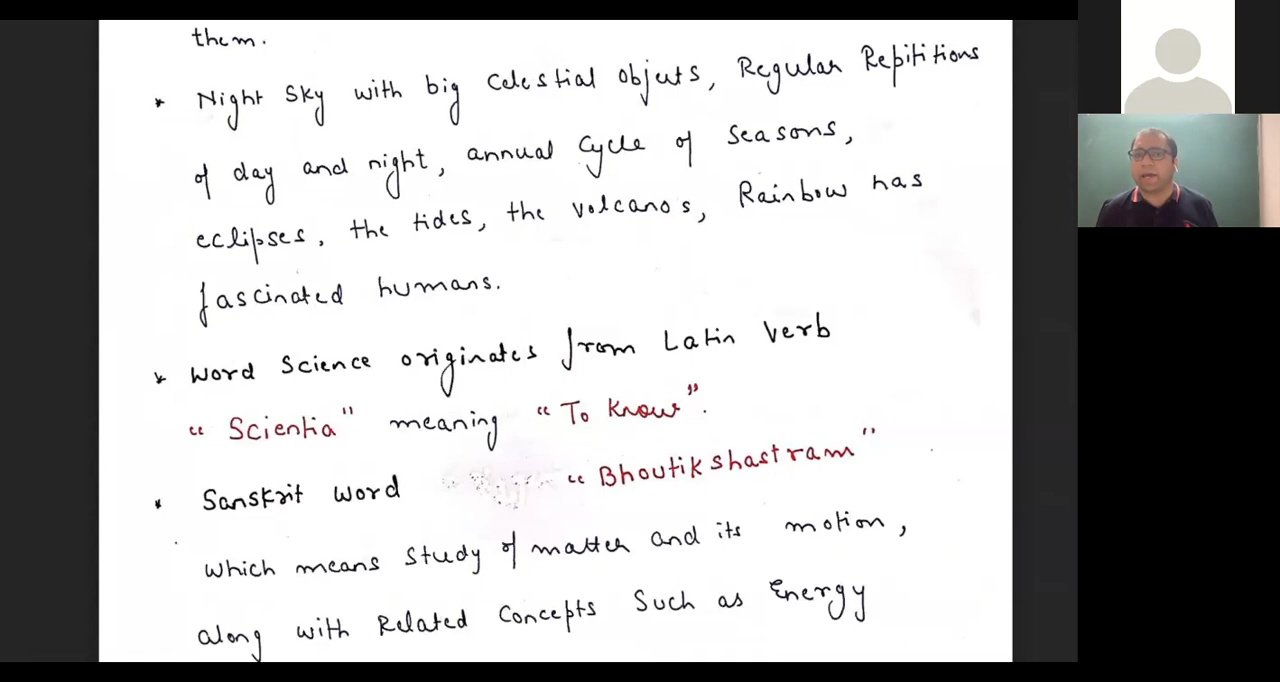 them.
* Night Sky with big Celestial Objects, Regular Repititions
of day and night, annual Cycle of Seasons,
eclipses, the tides, the volcanos, Rainbow has
fascinated humans.
* Word Science originates from Latin Verb
"Scientia" meaning "To Know".
* Sanskrit word "Bhoutikshastram"
which means study of matter and its motion,
along with Related Concepts Such as Energy